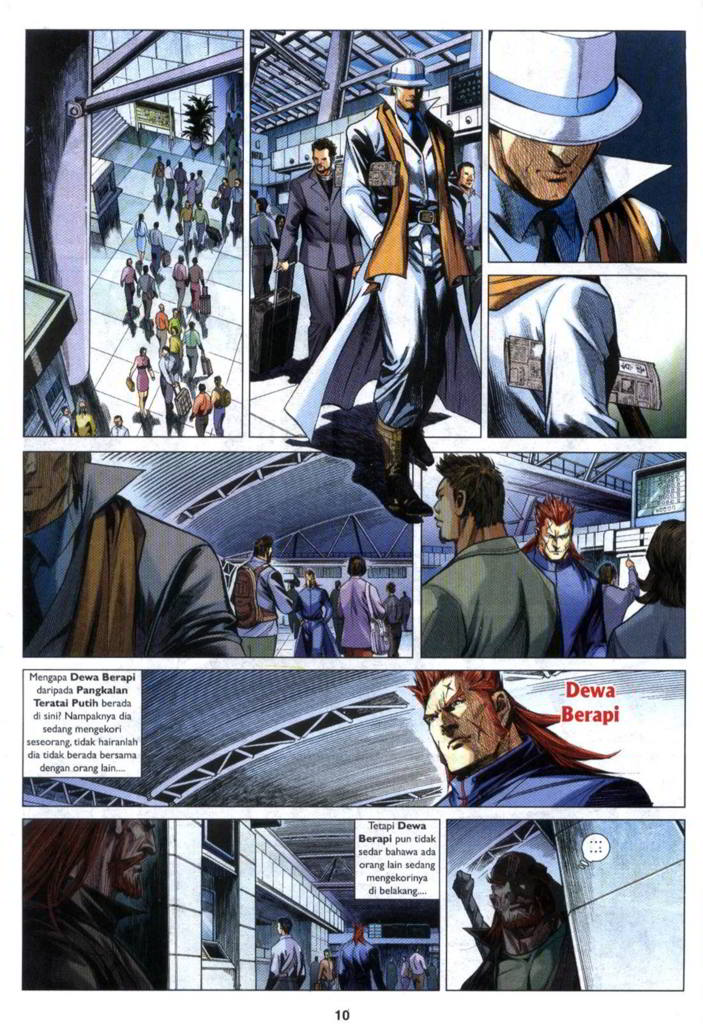 Mengapa Dewa Berapi
daripada Pangkalan
Teratai Putih berada
di sini? Nampaknya dia
sedang mengekori
seseorang, tidak hairanlah
dia tidak berada bersama
dengan orang lain....
Dewa
Berapi
Tetapi Dewa
Berapi pun tidak
sedar bahawa ada
orang lain sedang
mengekorinya
di belakang....
10